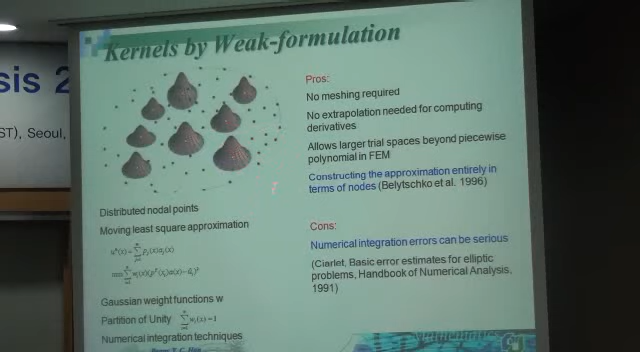 Kernels by Weak-formulation
sis 2
ST), Seoul,
Pros:
No meshing required
No extrapolation needed for computing
derivatives
Allows larger trial spaces beyond piecewise
polynomial in FEM
Constructing the approximation entirely in
terms of nodes (Belytschko et al. 1996)
Distributed nodal points
Moving least square approximation
Gaussian weight functions w
Partition of Unity
Numerical integration techniques
Cons:
Numerical integration errors can be serious
(Ciarlet, Basic error estimates for elliptic
problems, Handbook of Numerical Analysis,
1991)